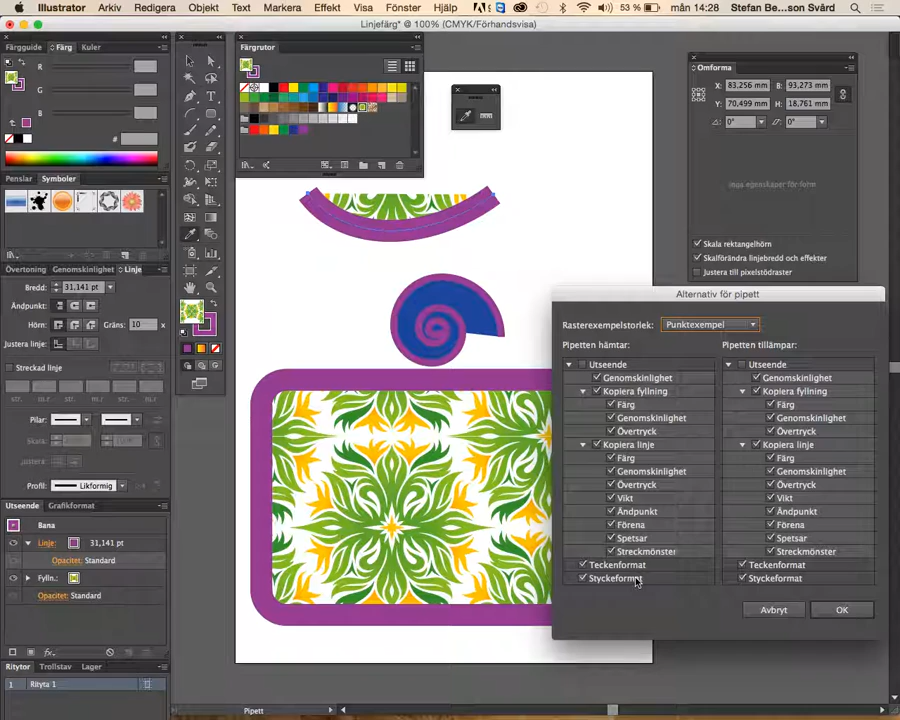 Illustrator Arkiv Redigera Objekt Text Markera Effekt Visa Fönster Hjälp 53 % mån 14:28 Stefan Be... ...son Svärd
Linjefärg* @ 100% (CMYK/Förhandsvisa)
Färgguide Färg Kuler
R
G
B
#
Penslar Symboler
Övertoning Genomskinlighet Linje
Bredd: 31,141 pt
Ändpunkt:
Hörn: Gräns: 10 x
Justera linje:
Streckad linje
str. m. str. m. str. m.
Pilar:
Skala:
Justera:
Profil: Likformig
Utseende Grafikformat
Bana
Linje: 31,141 pt
Opacitet: Standard
Fylln.:
Opacitet: Standard
fx
Ritytor Textstil Lager
1 Rityta 1
Färgrutor
Omforma
X: 83,256 mm B: 93,273 mm
Y: 70,499 mm H: 18,761 mm
0° 0°
Inga egenskaper för form
Skala rektangelhörn
Skalförändra linjebredd och effekter
Justera till pixelstödraster
Alternativ för pipett
Rasterexempelstorlek: Punktexempel
Pipetten hämtar: Pipetten tillämpar:
Utseende Utseende
Genomskinlighet Genomskinlighet
Kopiera fyllning Kopiera fyllning
Färg Färg
Genomskinlighet Genomskinlighet
Övertryck Övertryck
Kopiera linje Kopiera linje
Färg Färg
Genomskinlighet Genomskinlighet
Övertryck Övertryck
Vikt Vikt
Ändpunkt Ändpunkt
Förena Förena
Spetsar Spetsar
Streckmönster Streckmönster
Teckenformat Teckenformat
Styckeformat Styckeformat
Avbryt OK
Pipett